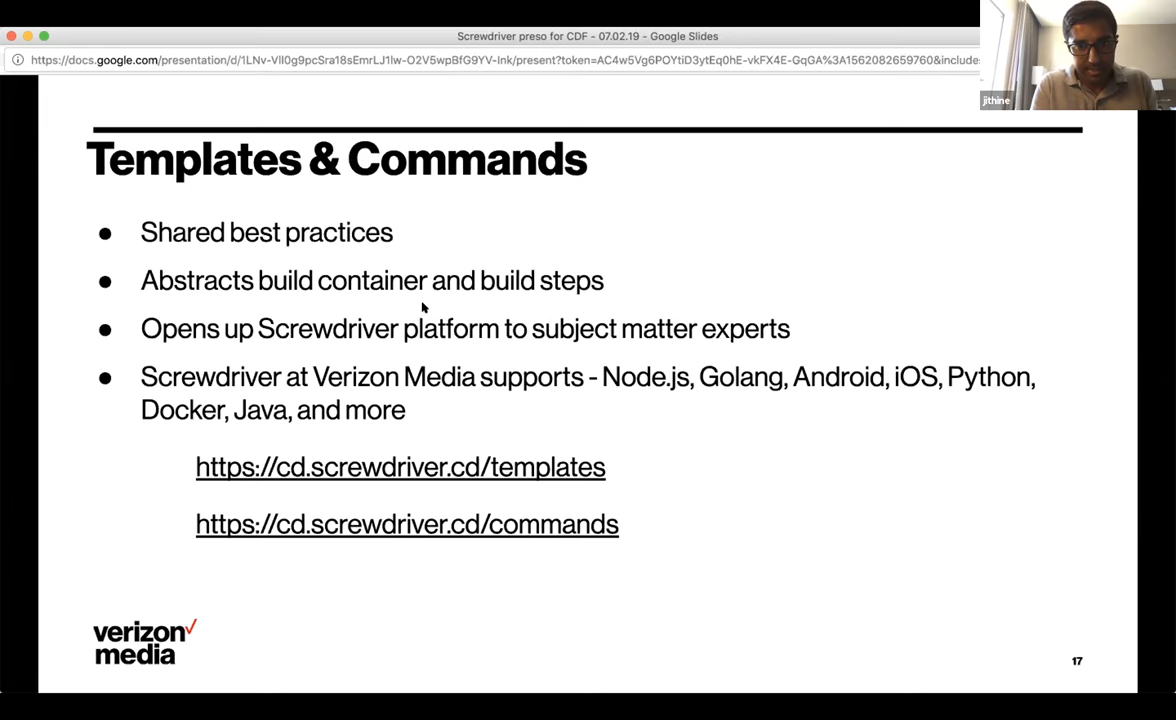 Screwdriver preso for CDF - 07.02.19 - Google Slides
https://docs.google.com/presentation/d/1LNv-VlI0g9pcSra18sEmrLJ1lw-O2V5wpBfG9YV-Ink/present?token=AC4w5Vg6POYtiD3ytEq0hE-vkFX4E-GqGA%3A1562082659760&include
jithine
Templates & Commands
● Shared best practices
● Abstracts build container and build steps
● Opens up Screwdriver platform to subject matter experts
● Screwdriver at Verizon Media supports - Node.js, Golang, Android, iOS, Python,
Docker, Java, and more
https://cd.screwdriver.cd/templates
https://cd.screwdriver.cd/commands
verizon✓
media
17